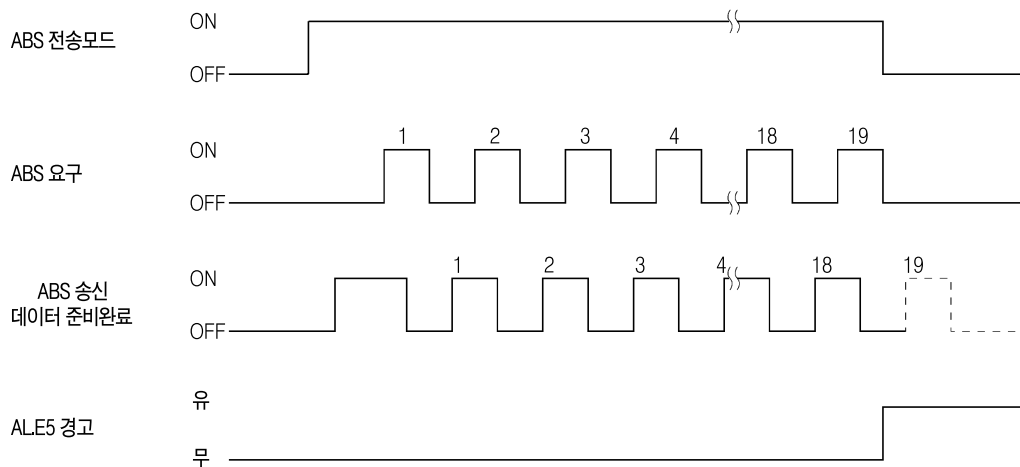 ABS 전송모드
ON
OFF
ABS 요구
ON
OFF
1 2 3 4 18 19
ABS 송신
데이터 준비완료
ON
OFF
1 2 3 4 18 19
AL.E5 경고
유
무